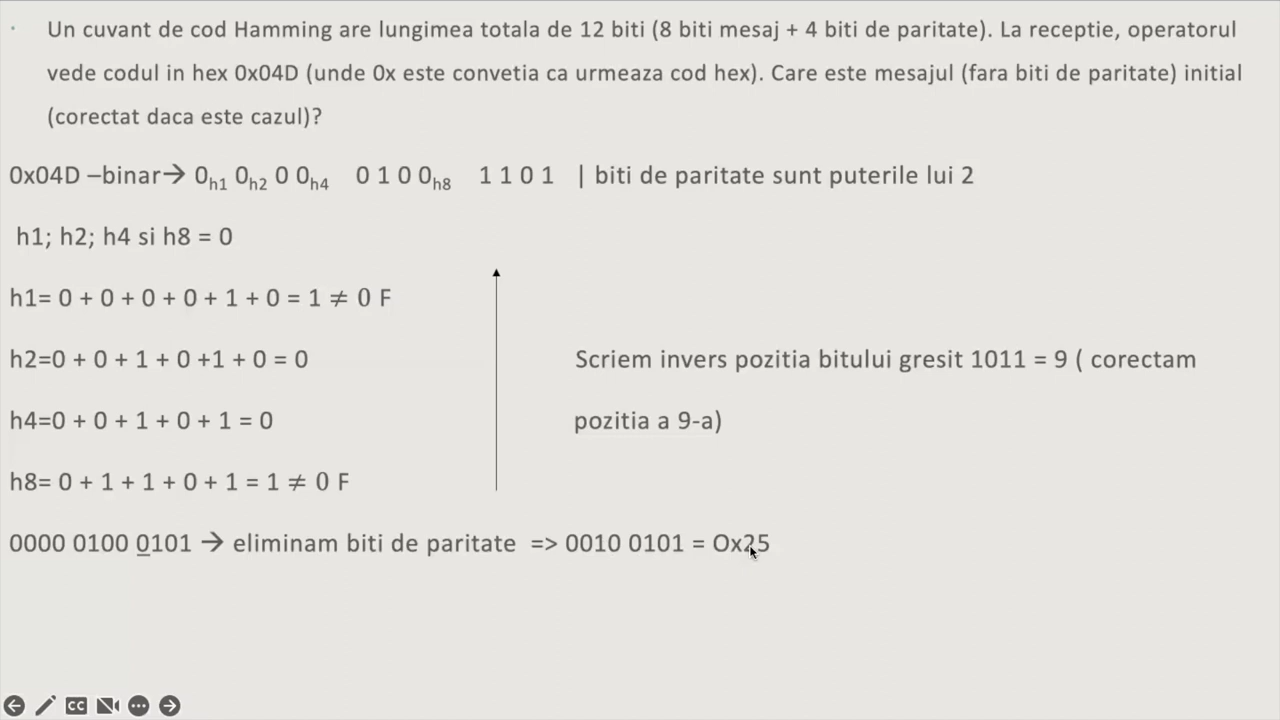 Un cuvant de cod Hamming are lungimea totala de 12 biti (8 biti mesaj + 4 biti de paritate). La receptie, operatorul
vede codul in hex 0x04D (unde 0x este convetia ca urmeaza cod hex). Care este mesajul (fara biti de paritate) initial
(corectat daca este cazul)?
0x04D –binar→ 0h1 0h2 0 0h4 0 1 0 0h8 1 1 0 1 | biti de paritate sunt puterile lui 2
h1; h2; h4 si h8 = 0
h1= 0 + 0 + 0 + 0 + 1 + 0 = 1 ≠ 0 F
h2=0 + 0 + 1 + 0 +1 + 0 = 0
Scriem invers pozitia bitului gresit 1011 = 9 ( corectam
h4=0 + 0 + 1 + 0 + 1 = 0
pozitia a 9-a)
h8= 0 + 1 + 1 + 0 + 1 = 1 ≠ 0 F
0000 0100 0101 → eliminam biti de paritate => 0010 0101 = Ox25
CC